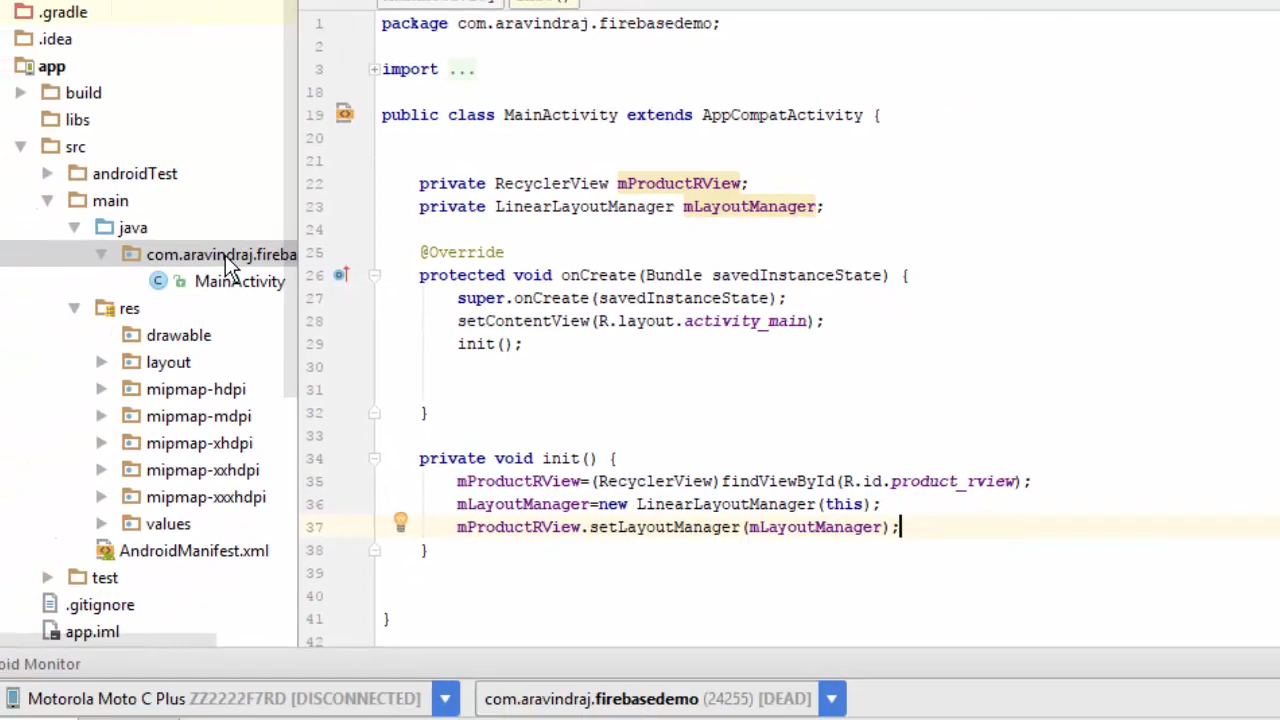 .gradle
.idea
app
build
libs
src
androidTest
main
java
com.aravindraj.fireba
MainActivity
res
drawable
layout
mipmap-hdpi
mipmap-mdpi
mipmap-xhdpi
mipmap-xxhdpi
mipmap-xxxhdpi
values
AndroidManifest.xml
test
.gitignore
app.iml
1 package com.aravindraj.firebasedemo;
2
3 import ...
18
19 public class MainActivity extends AppCompatActivity {
20
21
22 private RecyclerView mProductRView;
23 private LinearLayoutManager mLayoutManager;
24
25 @Override
26 protected void onCreate(Bundle savedInstanceState) {
27 super.onCreate(savedInstanceState);
28 setContentView(R.layout.activity_main);
29 init();
30
31
32 }
33
34 private void init() {
35 mProductRView=(RecyclerView)findViewById(R.id.product_rview);
36 mLayoutManager=new LinearLayoutManager(this);
37 mProductRView.setLayoutManager(mLayoutManager);
38 }
39
40
41 }
42
oid Monitor
Motorola Moto C Plus ZZ2222F7RD [DISCONNECTED]
com.aravindraj.firebasedemo (24255) [DEAD]